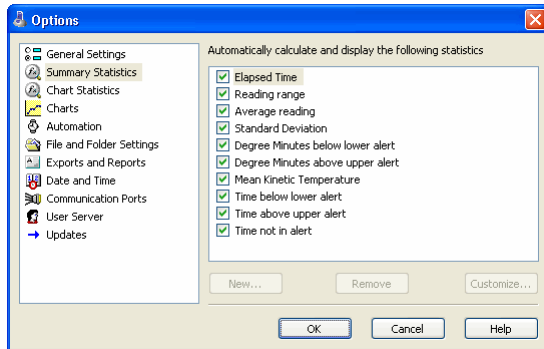 Options
General Settings
Summary Statistics
Chart Statistics
Charts
Automation
File and Folder Settings
Exports and Reports
Date and Time
Communication Ports
User Server
Updates
Automatically calculate and display the following statistics
Elapsed Time
Reading range
Average reading
Standard Deviation
Degree Minutes below lower alert
Degree Minutes above upper alert
Mean Kinetic Temperature
Time below lower alert
Time above upper alert
Time not in alert
New...
Remove
Customize...
OK
Cancel
Help